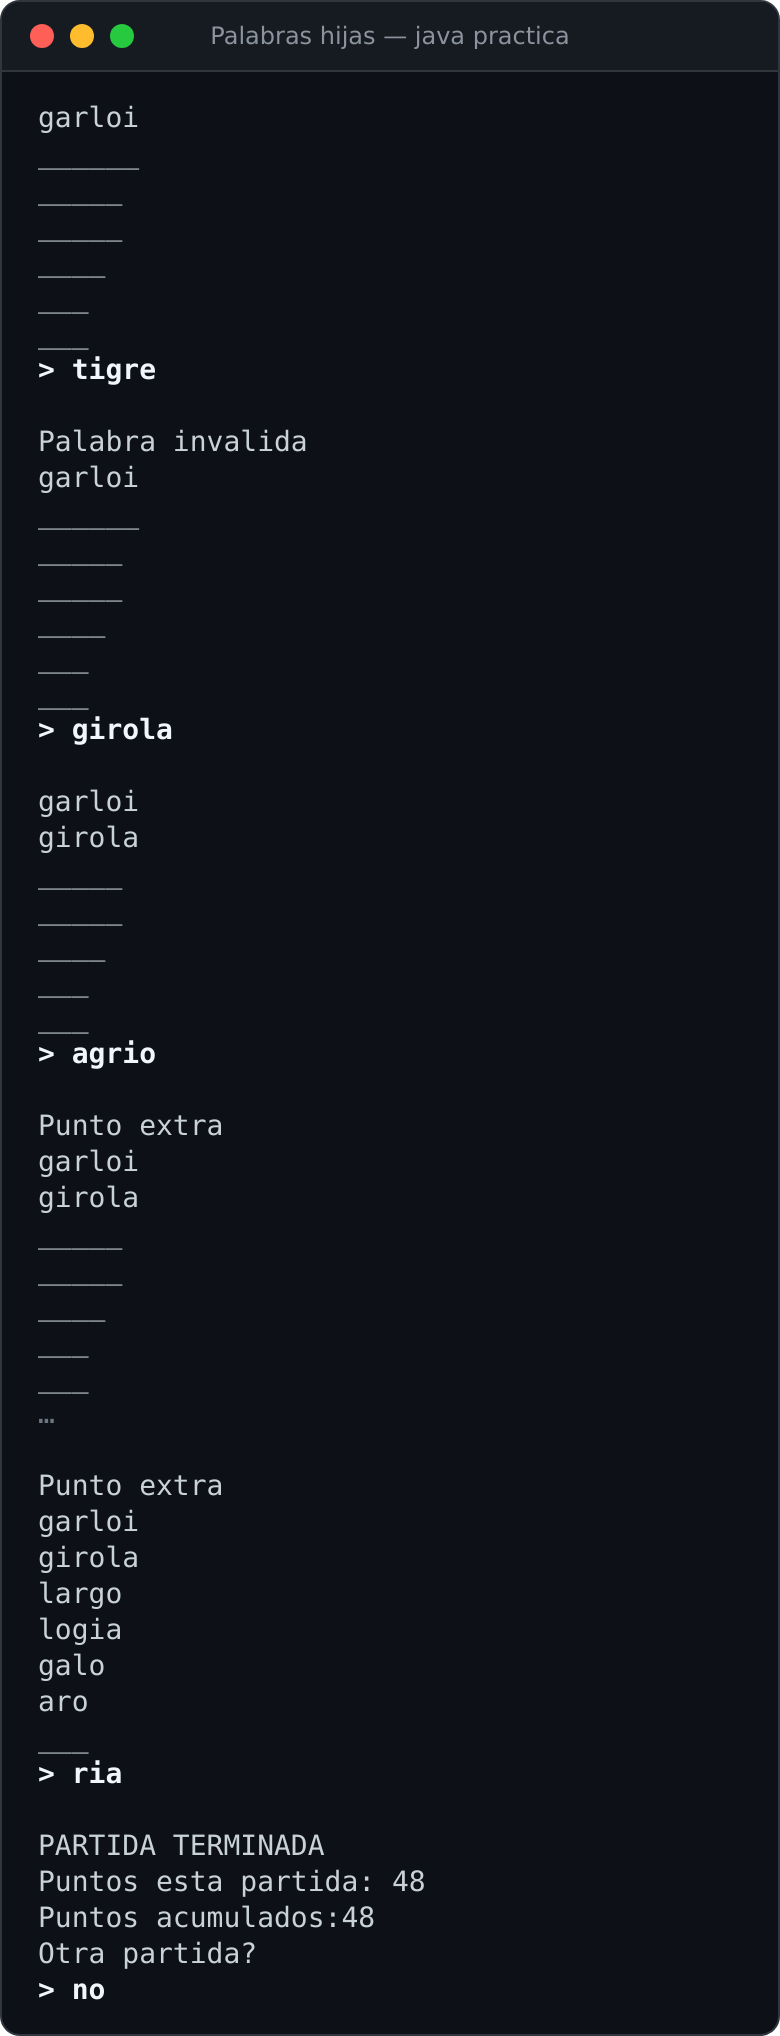 Palabras hijas — java practica
garloi
______
_____
_____
____
___
___
> tigre
Palabra invalida
garloi
______
_____
_____
____
___
___
> girola
garloi
girola
_____
_____
____
___
___
> agrio
Punto extra
garloi
girola
_____
_____
____
___
___
…
Punto extra
garloi
girola
largo
logia
galo
aro
___
> ria
PARTIDA TERMINADA
Puntos esta partida: 48
Puntos acumulados:48
Otra partida?
> no